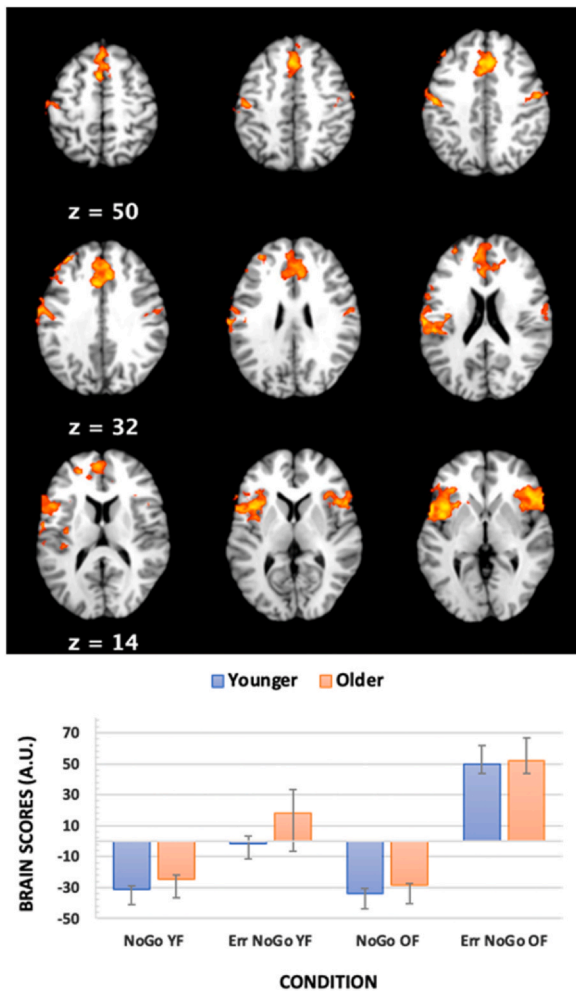 z = 50
z = 32
z = 14
Younger Older
70
50
30
10
-10
-30
-50
BRAIN SCORES (A.U.)
NoGo YF Err NoGo YF NoGo OF Err NoGo OF
CONDITION